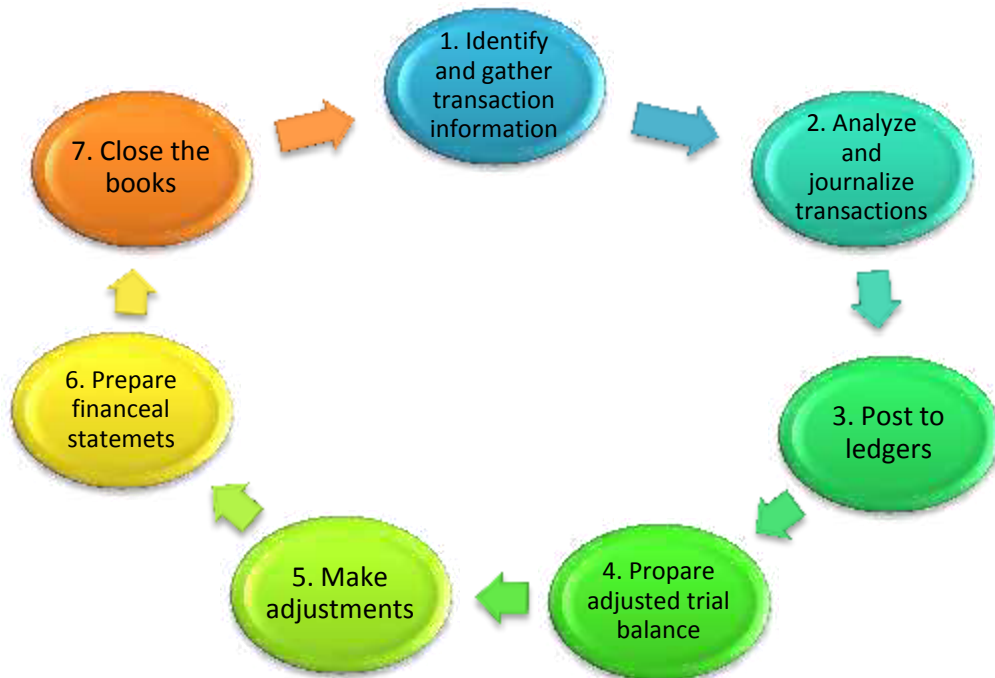 1. Identify
and gather
transaction
information
2. Analyze
and
journalize
transactions
3. Post to
ledgers
4. Propare
adjusted trial
balance
5. Make
adjustments
6. Prepare
financeal
statemets
7. Close the
books